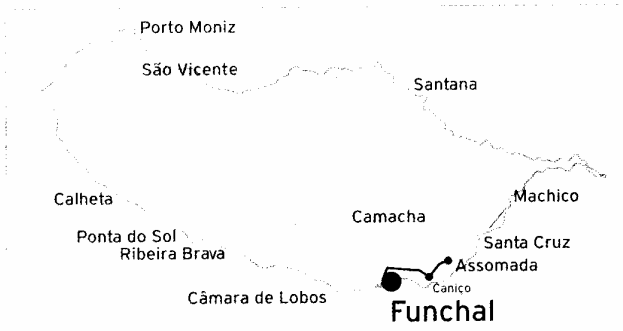 Porto Moniz
São Vicente
Santana
Calheta
Machico
Camacha
Ponta do Sol
Santa Cruz
Ribeira Brava
Assomada
Caniço
Câmara de Lobos
Funchal